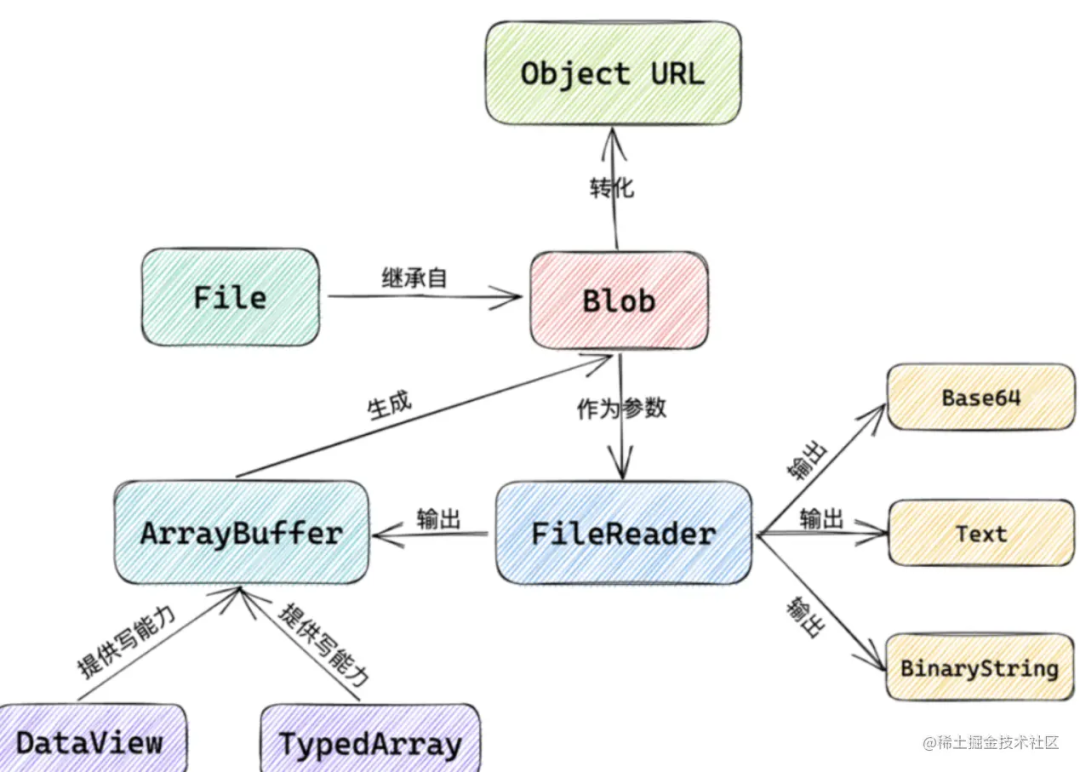 Object URL
转化
File
继承自
Blob
生成
作为参数
Base64
输出
ArrayBuffer
输出
FileReader
输出
Text
输出
BinaryString
提供写能力
提供写能力
DataView
TypedArray
@稀土掘金技术社区